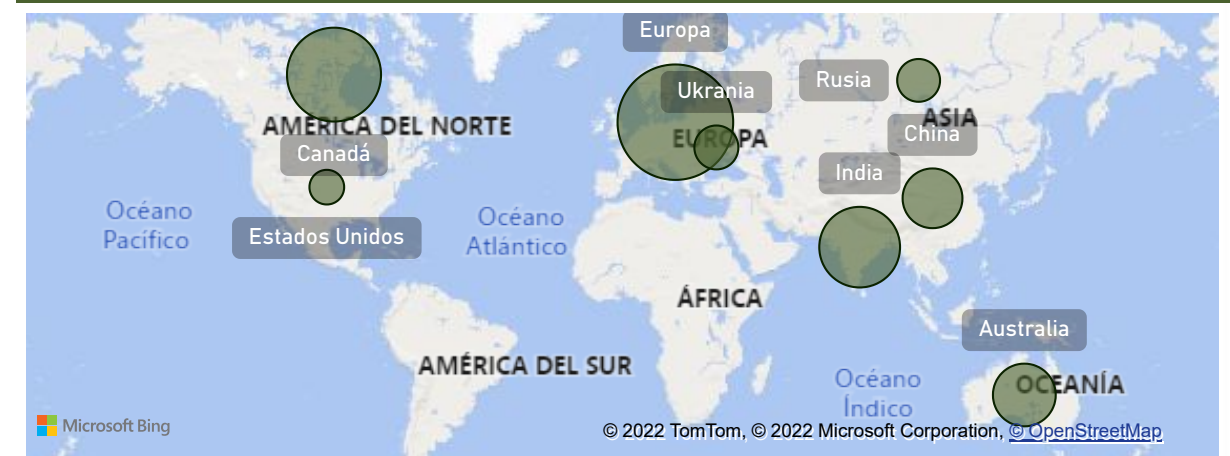 Europa
Ukrania
Rusia
AMÉRICA DEL NORTE
ASIA
EUROPA
China
Canadá
India
Océano
Pacífico
Océano
Atlántico
Estados Unidos
ÁFRICA
Australia
AMÉRICA DEL SUR
Océano
Índico
OCEANÍA
Microsoft Bing
© 2022 TomTom, © 2022 Microsoft Corporation, © OpenStreetMap